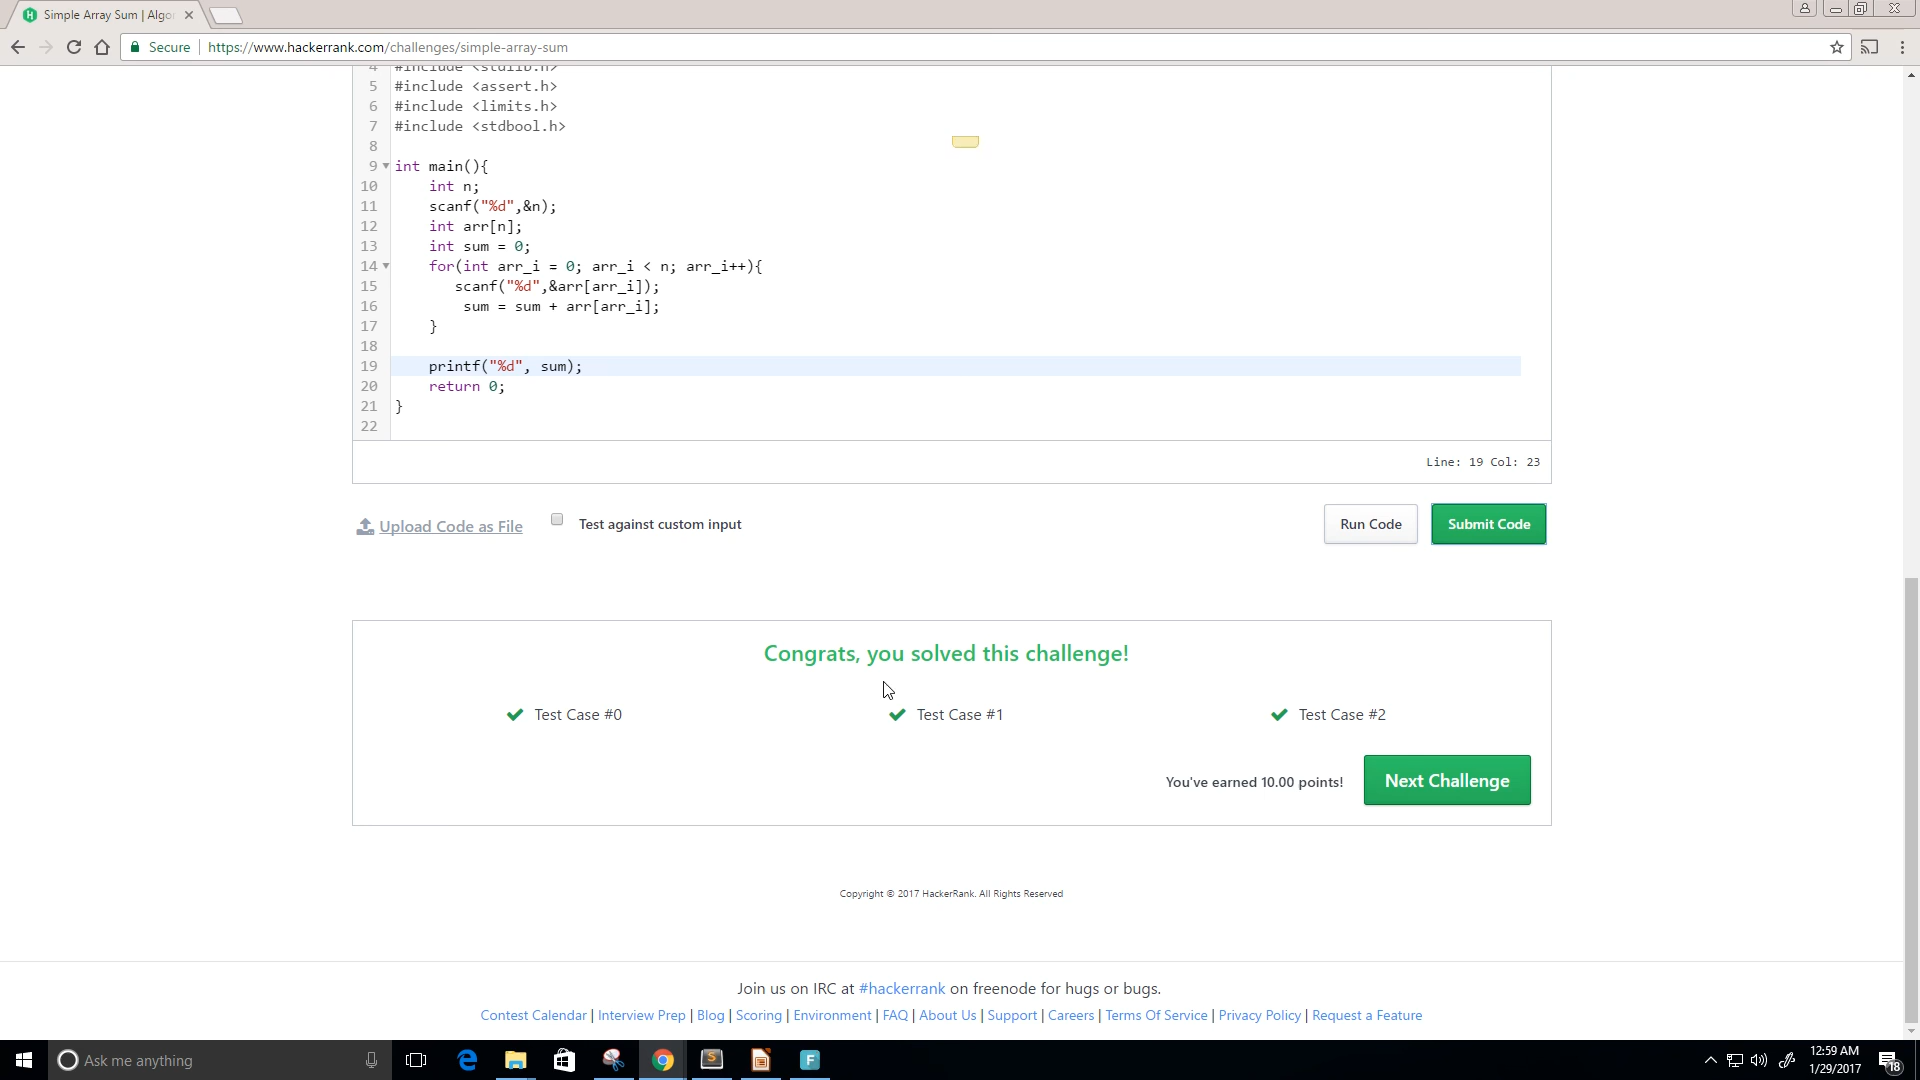 Simple Array Sum | Algo
Secure https://www.hackerrank.com/challenges/simple-array-sum
4 #include <stdlib.h>
5 #include <assert.h>
6 #include <limits.h>
7 #include <stdbool.h>
8
9 int main(){
10 int n;
11 scanf("%d",&n);
12 int arr[n];
13 int sum = 0;
14 for(int arr_i = 0; arr_i < n; arr_i++){
15 scanf("%d",&arr[arr_i]);
16 sum = sum + arr[arr_i];
17 }
18
19 printf("%d", sum);
20 return 0;
21 }
22
Line: 19 Col: 23
Upload Code as File Test against custom input Run Code Submit Code
Congrats, you solved this challenge!
Test Case #0 Test Case #1 Test Case #2
You've earned 10.00 points! Next Challenge
Copyright © 2017 HackerRank. All Rights Reserved
Join us on IRC at #hackerrank on freenode for hugs or bugs.
Contest Calendar | Interview Prep | Blog | Scoring | Environment | FAQ | About Us | Support | Careers | Terms Of Service | Privacy Policy | Request a Feature
Ask me anything
12:59 AM
1/29/2017
18